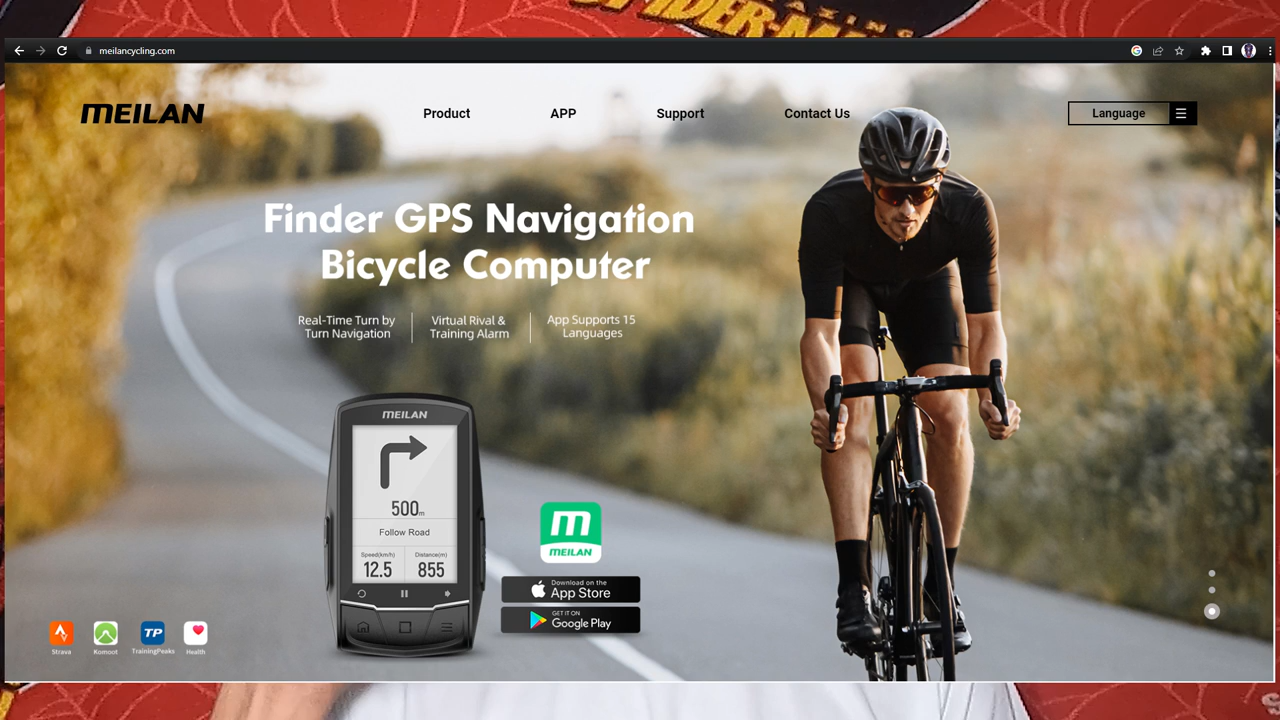 SPIDER-M
meilancycling.com
MEILAN
Product
APP
Support
Contact Us
Language
Finder GPS Navigation
Bicycle Computer
Real-Time Turn by
Turn Navigation
Virtual Rival &
Training Alarm
App Supports 15
Languages
MEILAN
500m
Follow Road
Speed(km/h)
12.5
Distance(m)
855
m
MEILAN
Download on the
App Store
GET IT ON
Google Play
Strava
Komoot
TP
TrainingPeaks
Health